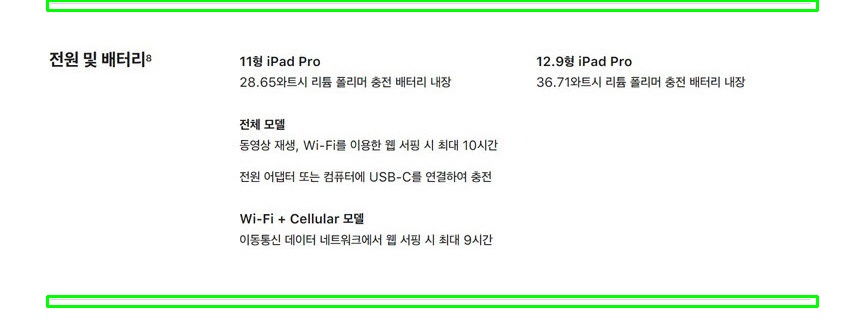 전원 및 배터리8
11형 iPad Pro
28.65와트시 리튬 폴리머 충전 배터리 내장
12.9형 iPad Pro
36.71와트시 리튬 폴리머 충전 배터리 내장
전체 모델
동영상 재생, Wi-Fi를 이용한 웹 서핑 시 최대 10시간
전원 어댑터 또는 컴퓨터에 USB-C를 연결하여 충전
Wi-Fi + Cellular 모델
이동통신 데이터 네트워크에서 웹 서핑 시 최대 9시간